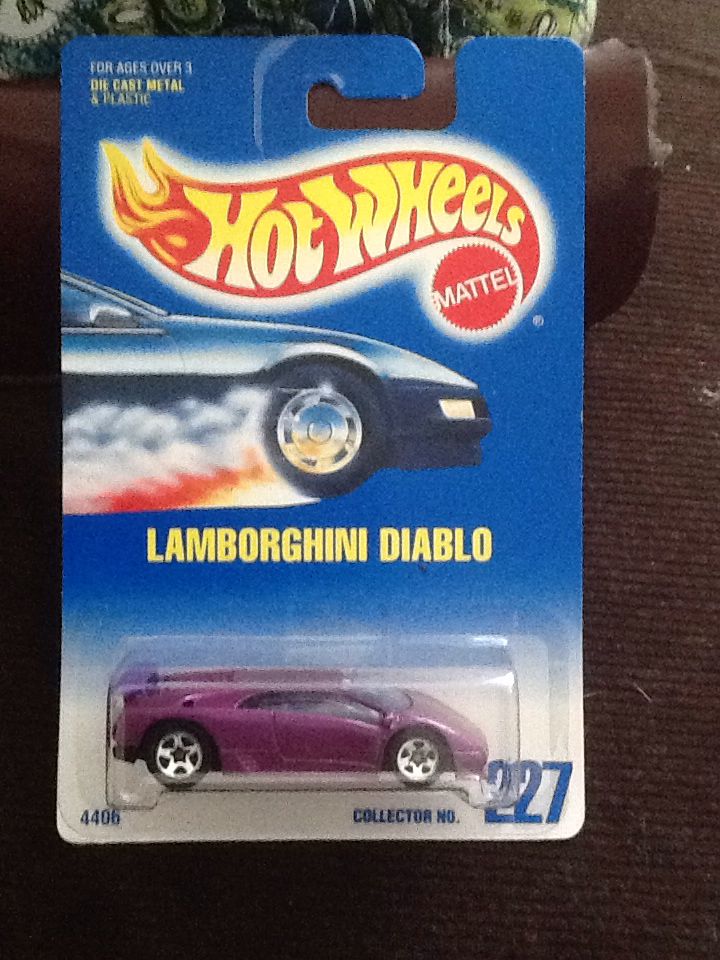 FOR AGES OVER 3
DIE CAST METAL
& PLASTIC
HOT WHEELS
MATTEL
®
LAMBORGHINI DIABLO
4406
COLLECTOR NO. 227